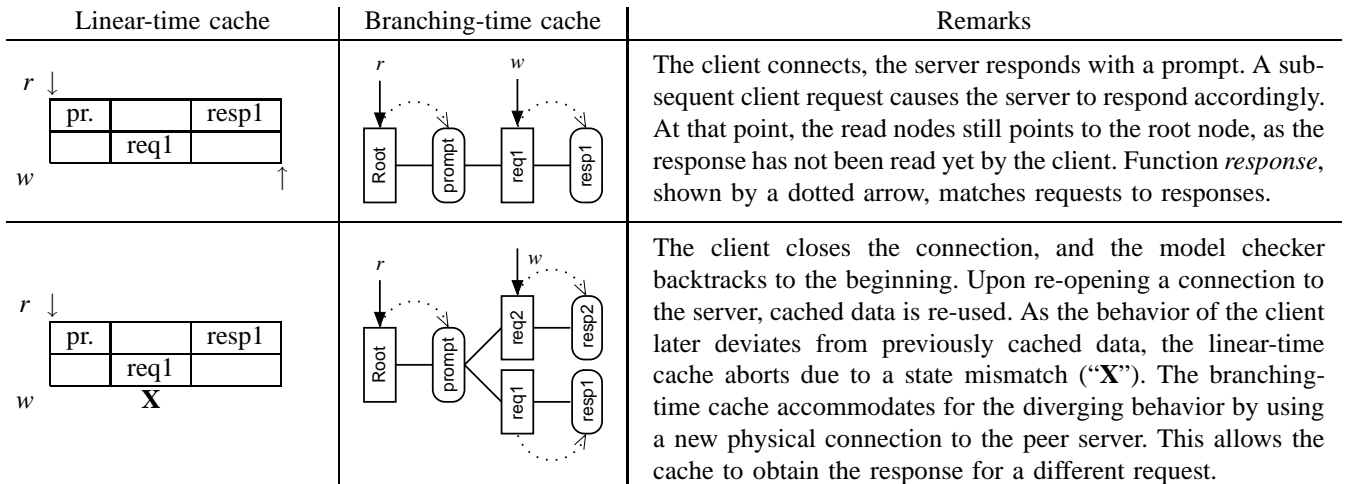 Linear-time cache Branching-time cache Remarks
r ↓
pr. resp1
req1
w ↑
r w
Root prompt req1 resp1
The client connects, the server responds with a prompt. A sub-
sequent client request causes the server to respond accordingly.
At that point, the read nodes still points to the root node, as the
response has not been read yet by the client. Function response,
shown by a dotted arrow, matches requests to responses.
r ↓
pr. resp1
req1
w X
r w
req2 resp2
Root prompt
req1 resp1
The client closes the connection, and the model checker
backtracks to the beginning. Upon re-opening a connection to
the server, cached data is re-used. As the behavior of the client
later deviates from previously cached data, the linear-time
cache aborts due to a state mismatch (“X”). The branching-
time cache accommodates for the diverging behavior by using
a new physical connection to the peer server. This allows the
cache to obtain the response for a different request.